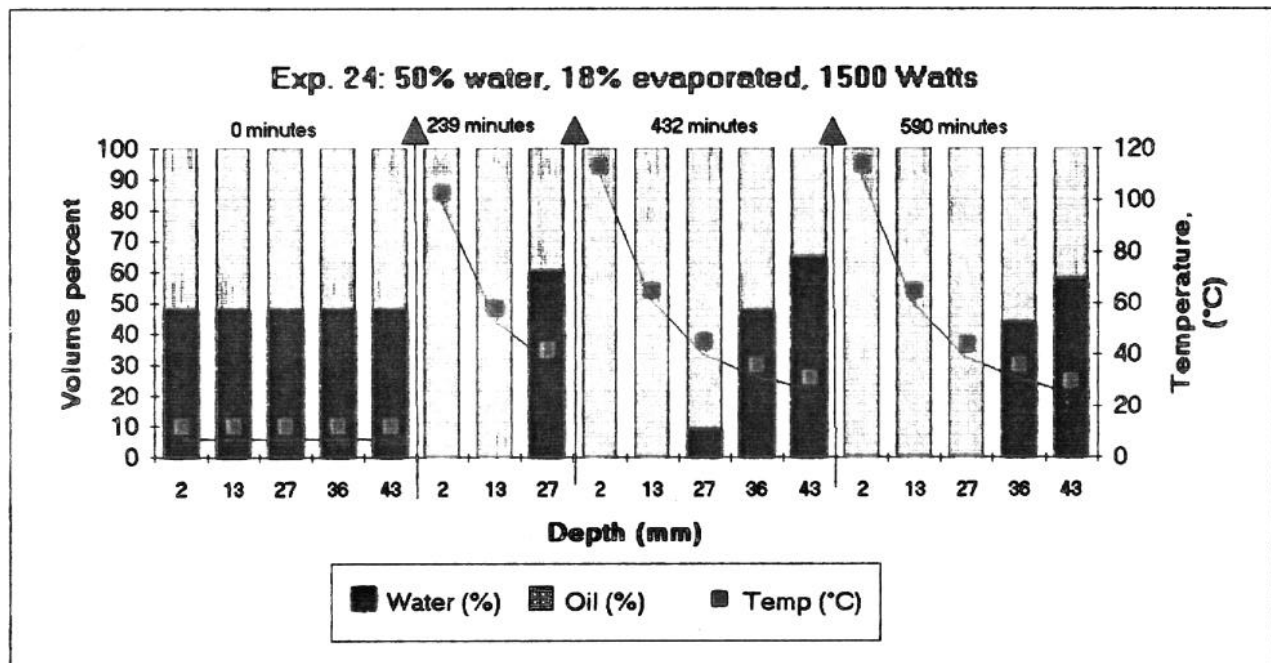 Exp. 24: 50% water, 18% evaporated, 1500 Watts
0 minutes 239 minutes 432 minutes 590 minutes
100
90
80
70
60
50
40
30
20
10
0
Volume percent
120
100
80
60
40
20
0
Temperature,
(°C)
2 13 27 36 43 2 13 27 2 13 27 36 43 2 13 27 36 43
Depth (mm)
Water (%) Oil (%) Temp (°C)